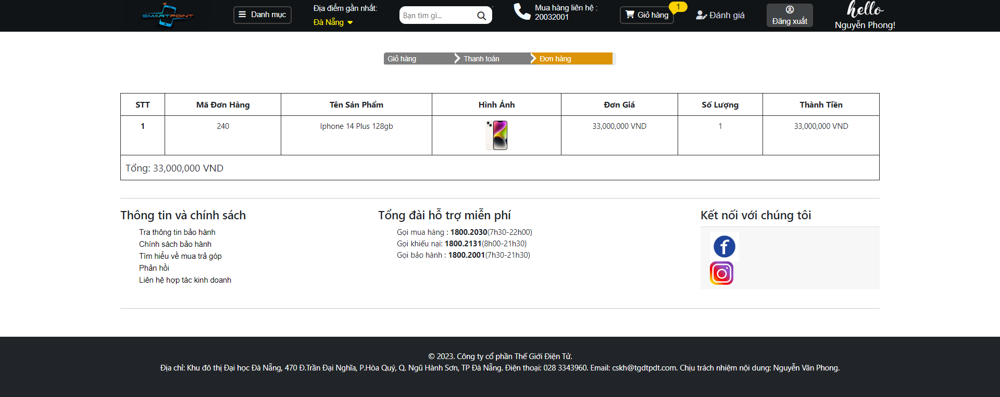 SMARTPOINT
Danh mục
Địa điểm gần nhất:
Đà Nẵng
Bạn tìm gì...
Mua hàng liên hệ :
20032001
Giỏ hàng
1
Đánh giá
Đăng xuất
hello
Nguyễn Phong!
Giỏ hàng
Thanh toán
Đơn hàng
STT Mã Đơn Hàng Tên Sản Phẩm Hình Ảnh Đơn Giá Số Lượng Thành Tiền
1 240 Iphone 14 Plus 128gb 33,000,000 VND 1 33,000,000 VND
Tổng: 33,000,000 VND
Thông tin và chính sách
Tra thông tin bảo hành
Chính sách bảo hành
Tìm hiểu về mua trả góp
Phản hồi
Liên hệ hợp tác kinh doanh
Tổng đài hỗ trợ miễn phí
Gọi mua hàng : 1800.2030(7h30-22h00)
Gọi khiếu nại: 1800.2131(8h00-21h30)
Gọi bảo hành : 1800.2001(7h30-21h30)
Kết nối với chúng tôi
© 2023. Công ty cổ phần Thế Giới Điện Tử.
Địa chỉ: Khu đô thị Đại học Đà Nẵng, 470 Đ.Trần Đại Nghĩa, P.Hòa Quý, Q. Ngũ Hành Sơn, TP Đà Nẵng. Điện thoại: 028 3343960. Email: cskh@tgdtpdt.com. Chịu trách nhiệm nội dung: Nguyễn Văn Phong.